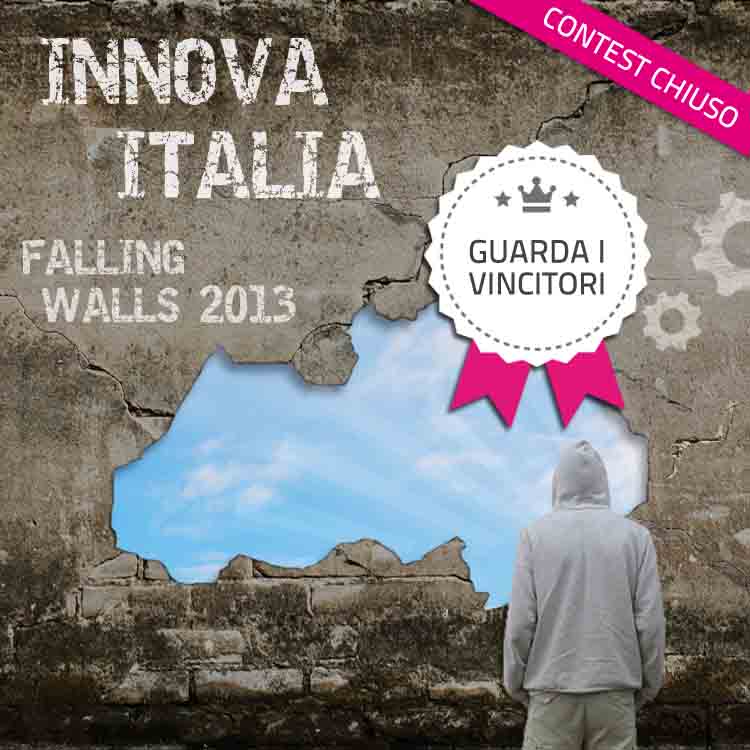 INNOVA
ITALIA
FALLING
WALLS 2013
CONTEST CHIUSO
GUARDA I
VINCITORI